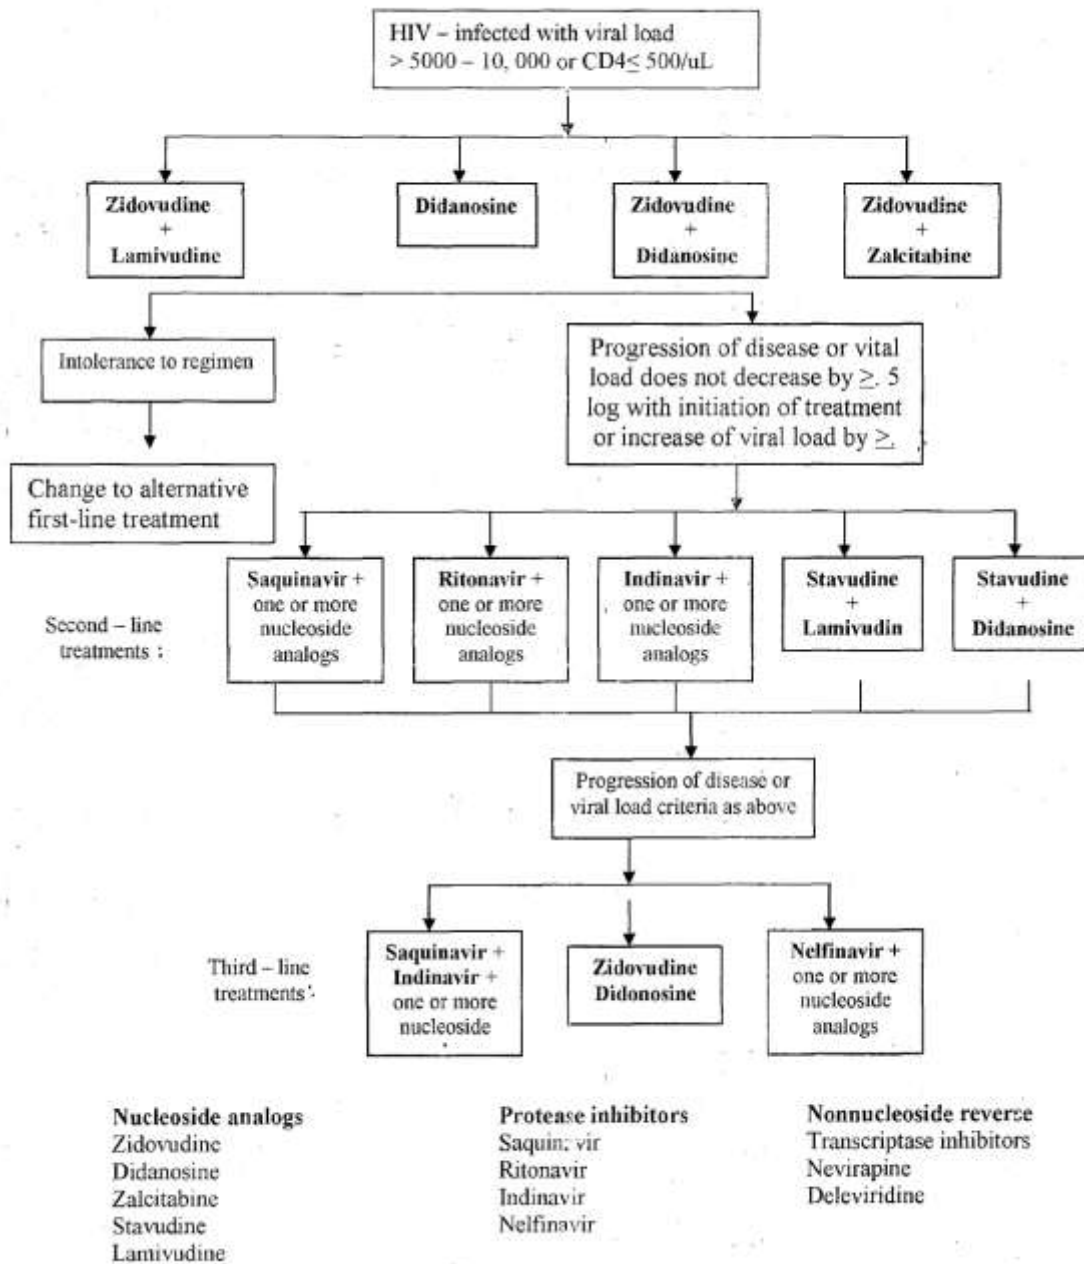 HIV – infected with viral load
> 5000 – 10, 000 or CD4≤ 500/uL
Zidovudine
+
Lamivudine
Didanosine
Zidovudine
+
Didanosine
Zidovudine
+
Zalcitabine
Intolerance to regimen
Progression of disease or vital
load does not decrease by ≥. 5
log with initiation of treatment
or increase of viral load by ≥.
Change to alternative
first-line treatment
Second – line
treatments :
Saquinavir +
one or more
nucleoside
analogs
Ritonavir +
one or more
nucleoside
analogs
Indinavir +
one or more
nucleoside
analogs
Stavudine
+
Lamivudin
Stavudine
+
Didanosine
Progression of disease or
viral load criteria as above
Third – line
treatments :
Saquinavir +
Indinavir +
one or more
nucleoside
Zidovudine
Didonosine
Nelfinavir +
one or more
nucleoside
analogs
Nucleoside analogs
Zidovudine
Didanosine
Zalcitabine
Stavudine
Lamivudine
Protease inhibitors
Saquin. vir
Ritonavir
Indinavir
Nelfinavir
Nonnucleoside reverse
Transcriptase inhibitors
Nevirapine
Deleviridine